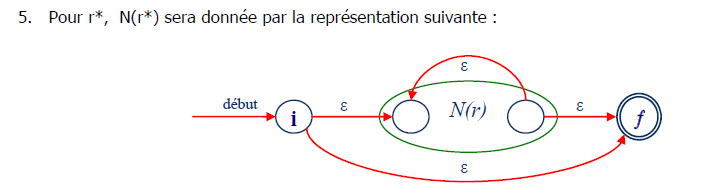 5. Pour r*, N(r*) sera donnée par la représentation suivante :
ε
début
i
ε
N(r)
ε
f
ε